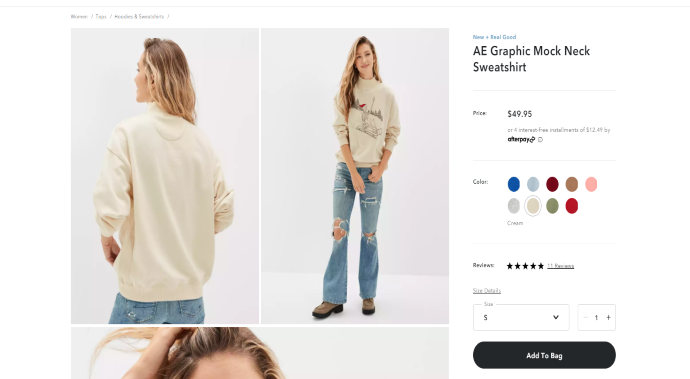 Women / Tops / Hoodies & Sweatshirts /
New + Real Good
AE Graphic Mock Neck
Sweatshirt
Price:
$49.95
or 4 interest-free installments of $12.49 by
afterpay
Color:
Cream
Reviews:
11 Reviews
Size Details
Size
S
- 1 +
Add To Bag